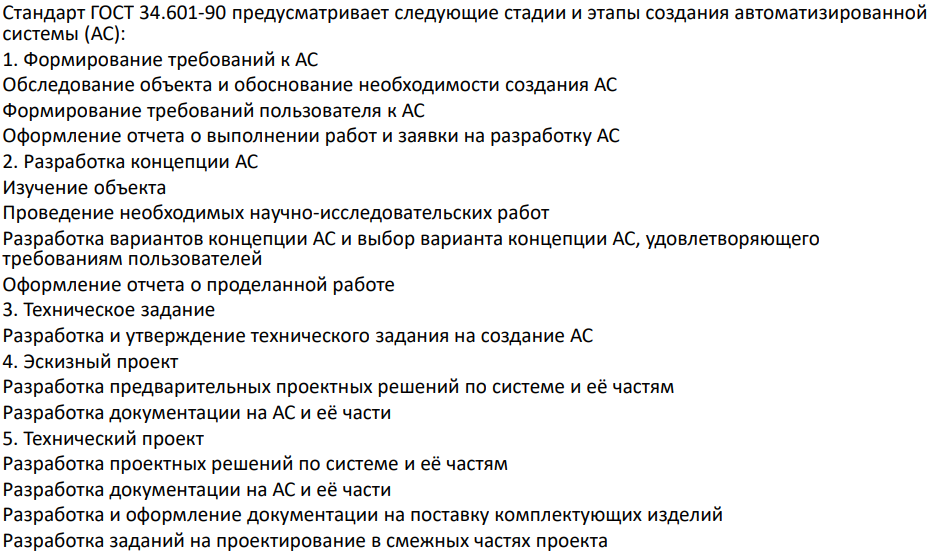 Стандарт ГОСТ 34.601-90 предусматривает следующие стадии и этапы создания автоматизированной
системы (АС):
1. Формирование требований к АС
Обследование объекта и обоснование необходимости создания АС
Формирование требований пользователя к АС
Оформление отчета о выполнении работ и заявки на разработку АС
2. Разработка концепции АС
Изучение объекта
Проведение необходимых научно-исследовательских работ
Разработка вариантов концепции АС и выбор варианта концепции АС, удовлетворяющего
требованиям пользователей
Оформление отчета о проделанной работе
3. Техническое задание
Разработка и утверждение технического задания на создание АС
4. Эскизный проект
Разработка предварительных проектных решений по системе и её частям
Разработка документации на АС и её части
5. Технический проект
Разработка проектных решений по системе и её частям
Разработка документации на АС и её части
Разработка и оформление документации на поставку комплектующих изделий
Разработка заданий на проектирование в смежных частях проекта